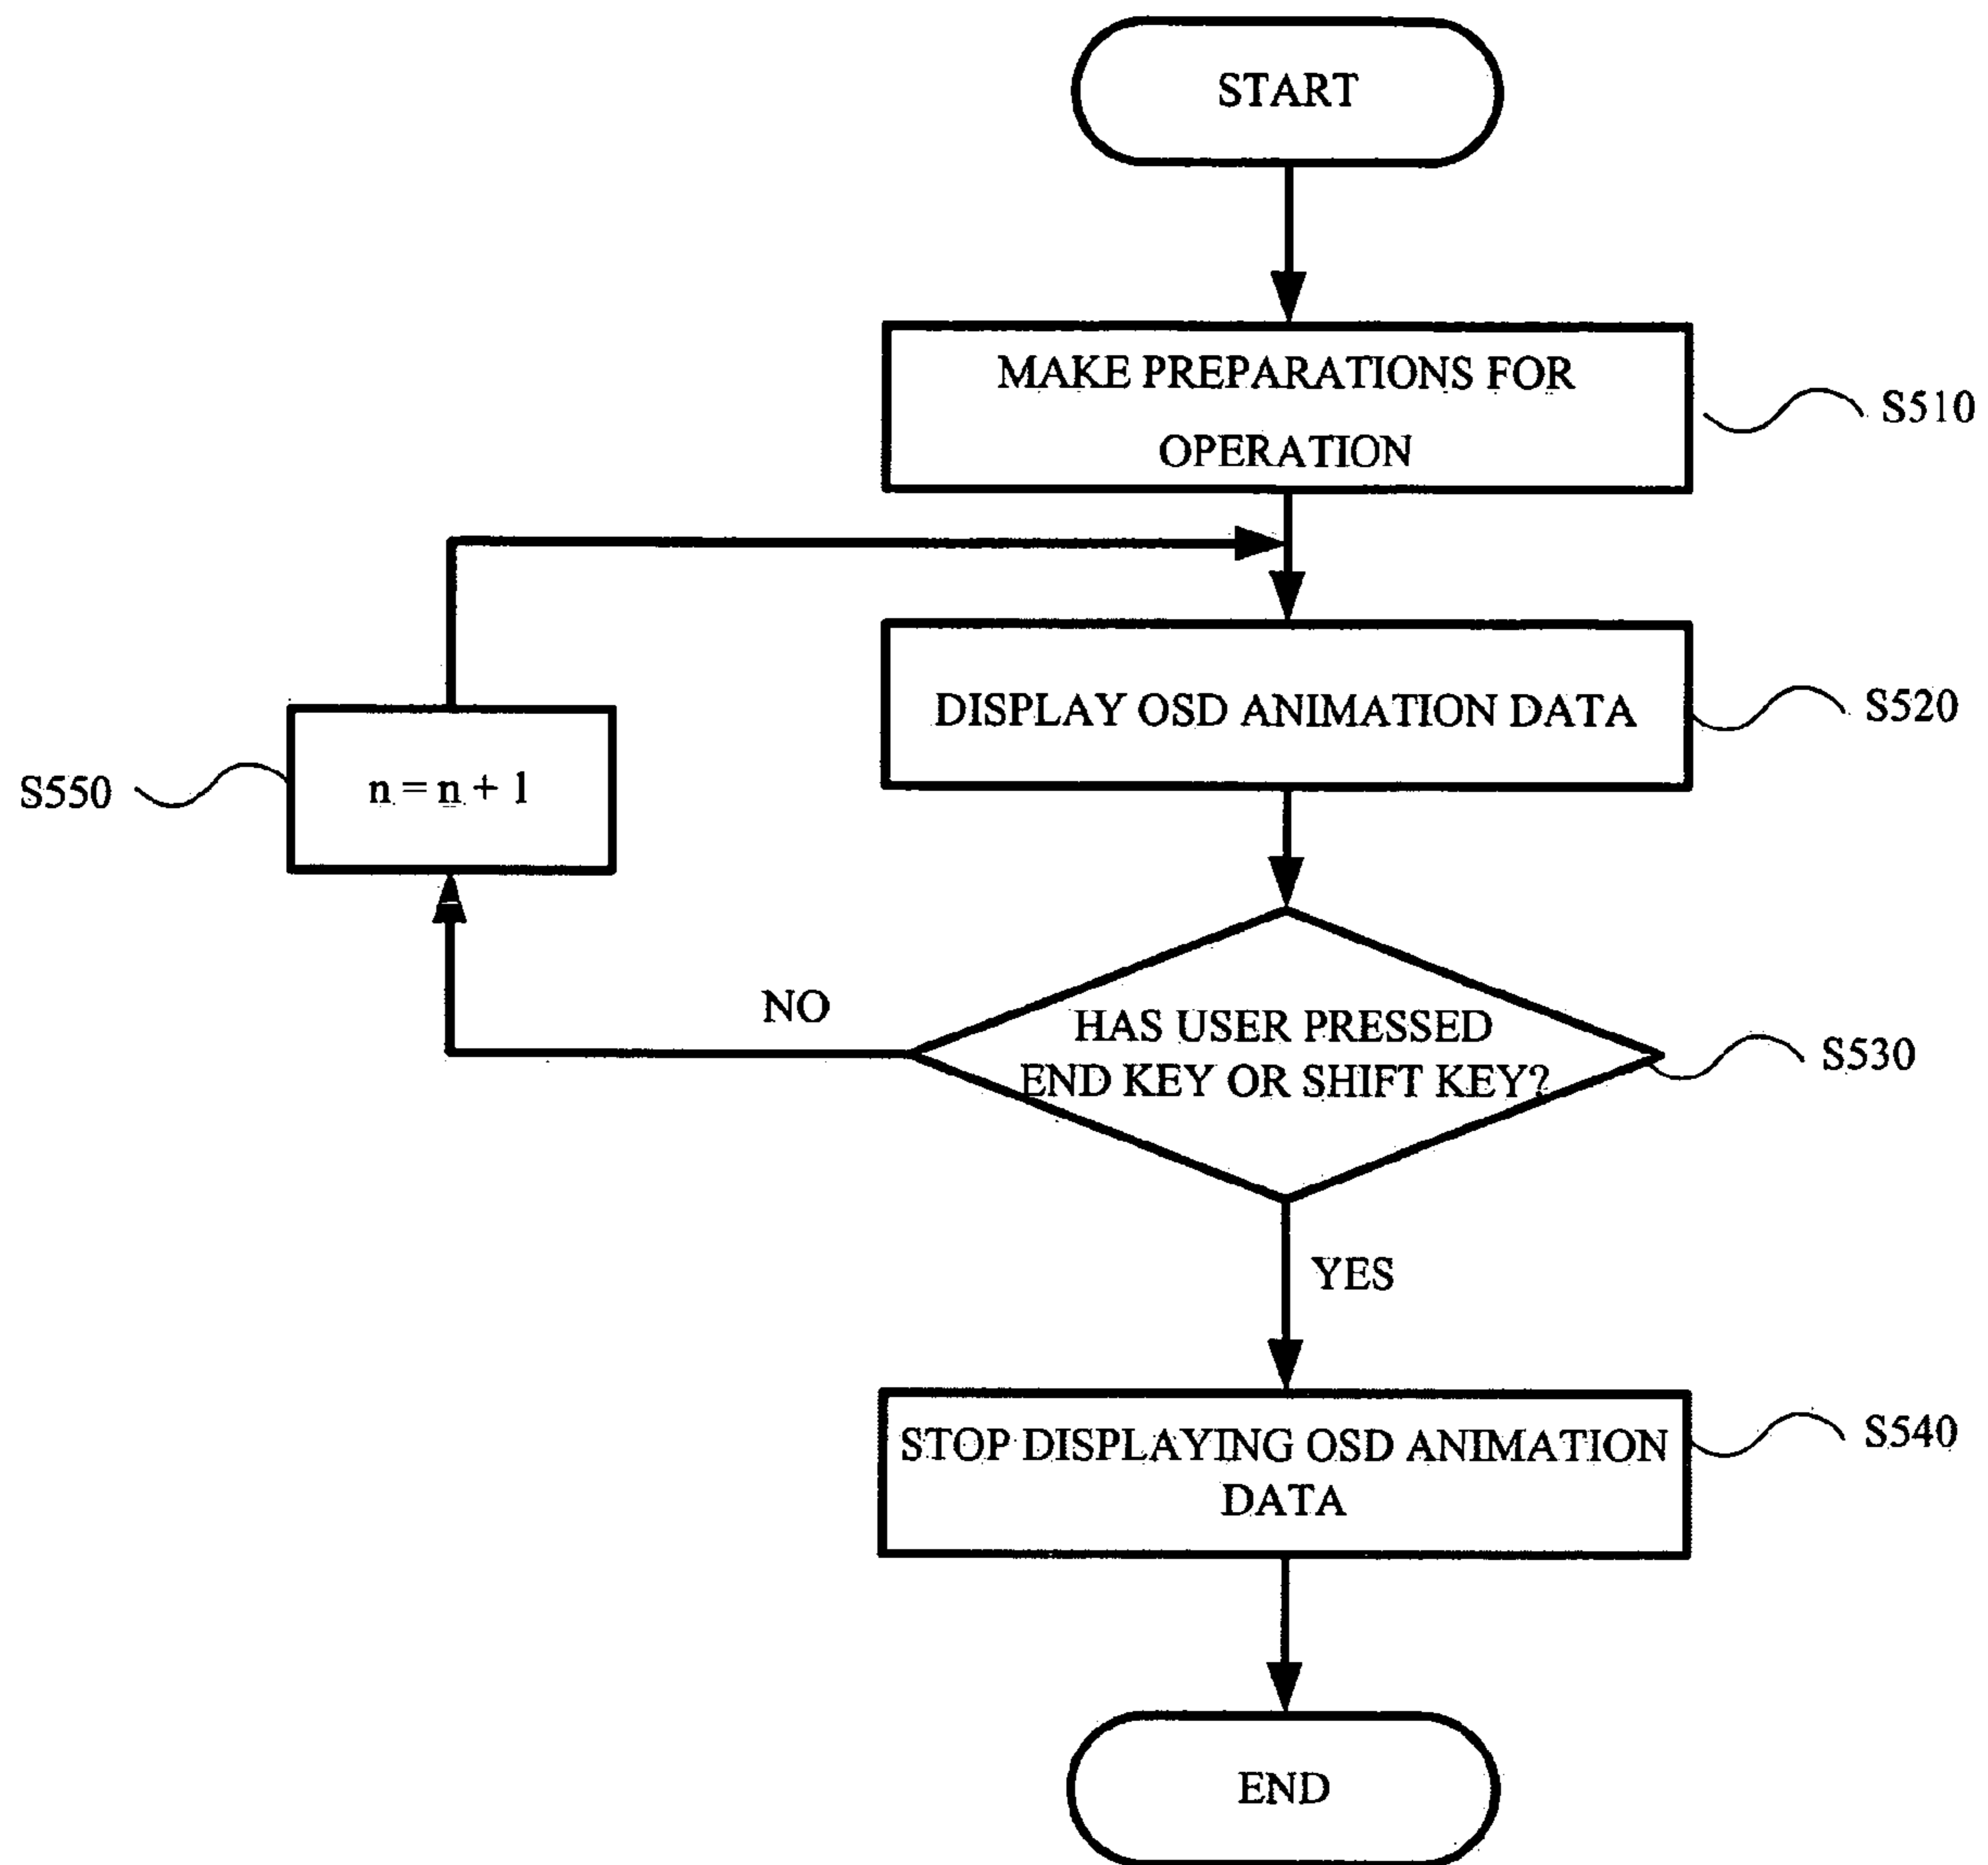 START
MAKE PREPARATIONS FOR
OPERATION
S510
DISPLAY OSD ANIMATION DATA
S520
S550
n = n + 1
NO
HAS USER PRESSED
END KEY OR SHIFT KEY?
S530
YES
STOP DISPLAYING OSD ANIMATION
DATA
S540
END